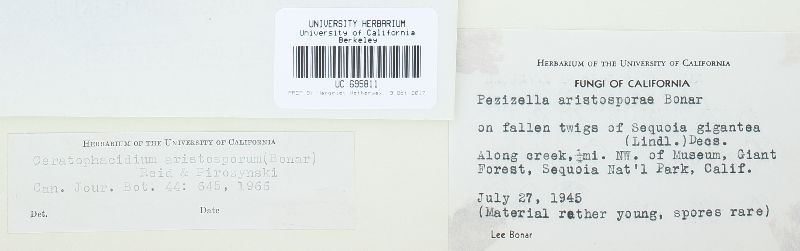 UNIVERSITY HERBARIUM
University of California
Berkeley
UC 695811
HERBARIUM OF THE UNIVERSITY OF CALIFORNIA
Ceratophacidium aristosporum(Bonar)
Reid & Pirozynski
Can. Jour. Bot. 44: 645, 1966
Det.
Date
HERBARIUM OF THE UNIVERSITY OF CALIFORNIA
FUNGI OF CALIFORNIA
Pezizella aristosporae Bonar
on fallen twigs of Sequoia gigantea
(Lindl.) Decs.
Along creek,½mi. NW. of Museum, Giant
Forest, Sequoia Nat'l Park, Calif.
July 27, 1945
(Material rather young, spores rare)
Lee Bonar